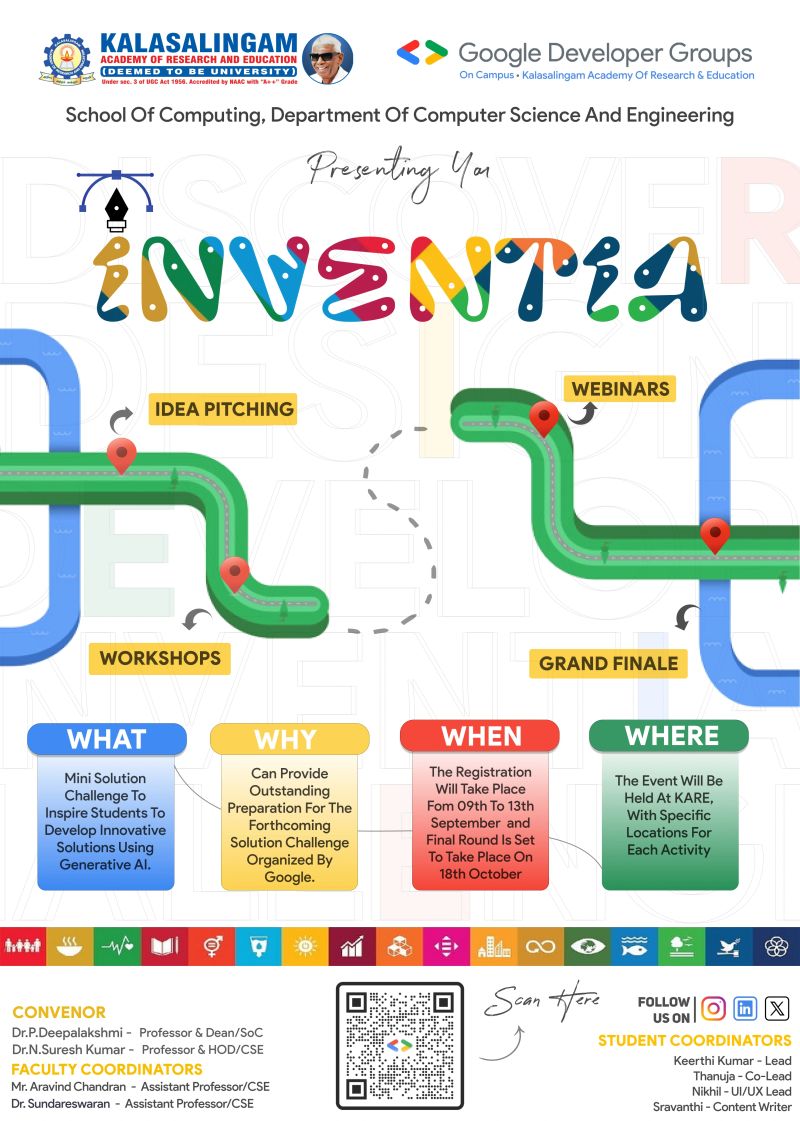 KALASALINGAM
ACADEMY OF RESEARCH AND EDUCATION
(DEEMED TO BE UNIVERSITY)
Under sec. 3 of UGC Act 1956. Accredited by NAAC with "A++" Grade
Google Developer Groups
On Campus • Kalasalingam Academy Of Research & Education
School Of Computing, Department Of Computer Science And Engineering
Presenting You
INVENTIA
DISCOVER
DESIGN
DEVELOP
INVENTIA
IDEA PITCHING
WEBINARS
WORKSHOPS
GRAND FINALE
WHAT
Mini Solution
Challenge To
Inspire Students To
Develop Innovative
Solutions Using
Generative AI.
WHY
Can Provide
Outstanding
Preparation For The
Forthcoming
Solution Challenge
Organized By
Google.
WHEN
The Registration
Will Take Place
Fom 09th To 13th
September and
Final Round Is Set
To Take Place On
18th October
WHERE
The Event Will Be
Held At KARE,
With Specific
Locations For
Each Activity
CONVENOR
Dr.P.Deepalakshmi - Professor & Dean/SoC
Dr.N.Suresh Kumar - Professor & HOD/CSE
FACULTY COORDINATORS
Mr. Aravind Chandran - Assistant Professor/CSE
Dr. Sundareswaran - Assistant Professor/CSE
Scan Here
FOLLOW
US ON
STUDENT COORDINATORS
Keerthi Kumar - Lead
Thanuja - Co-Lead
Nikhil - UI/UX Lead
Sravanthi - Content Writer